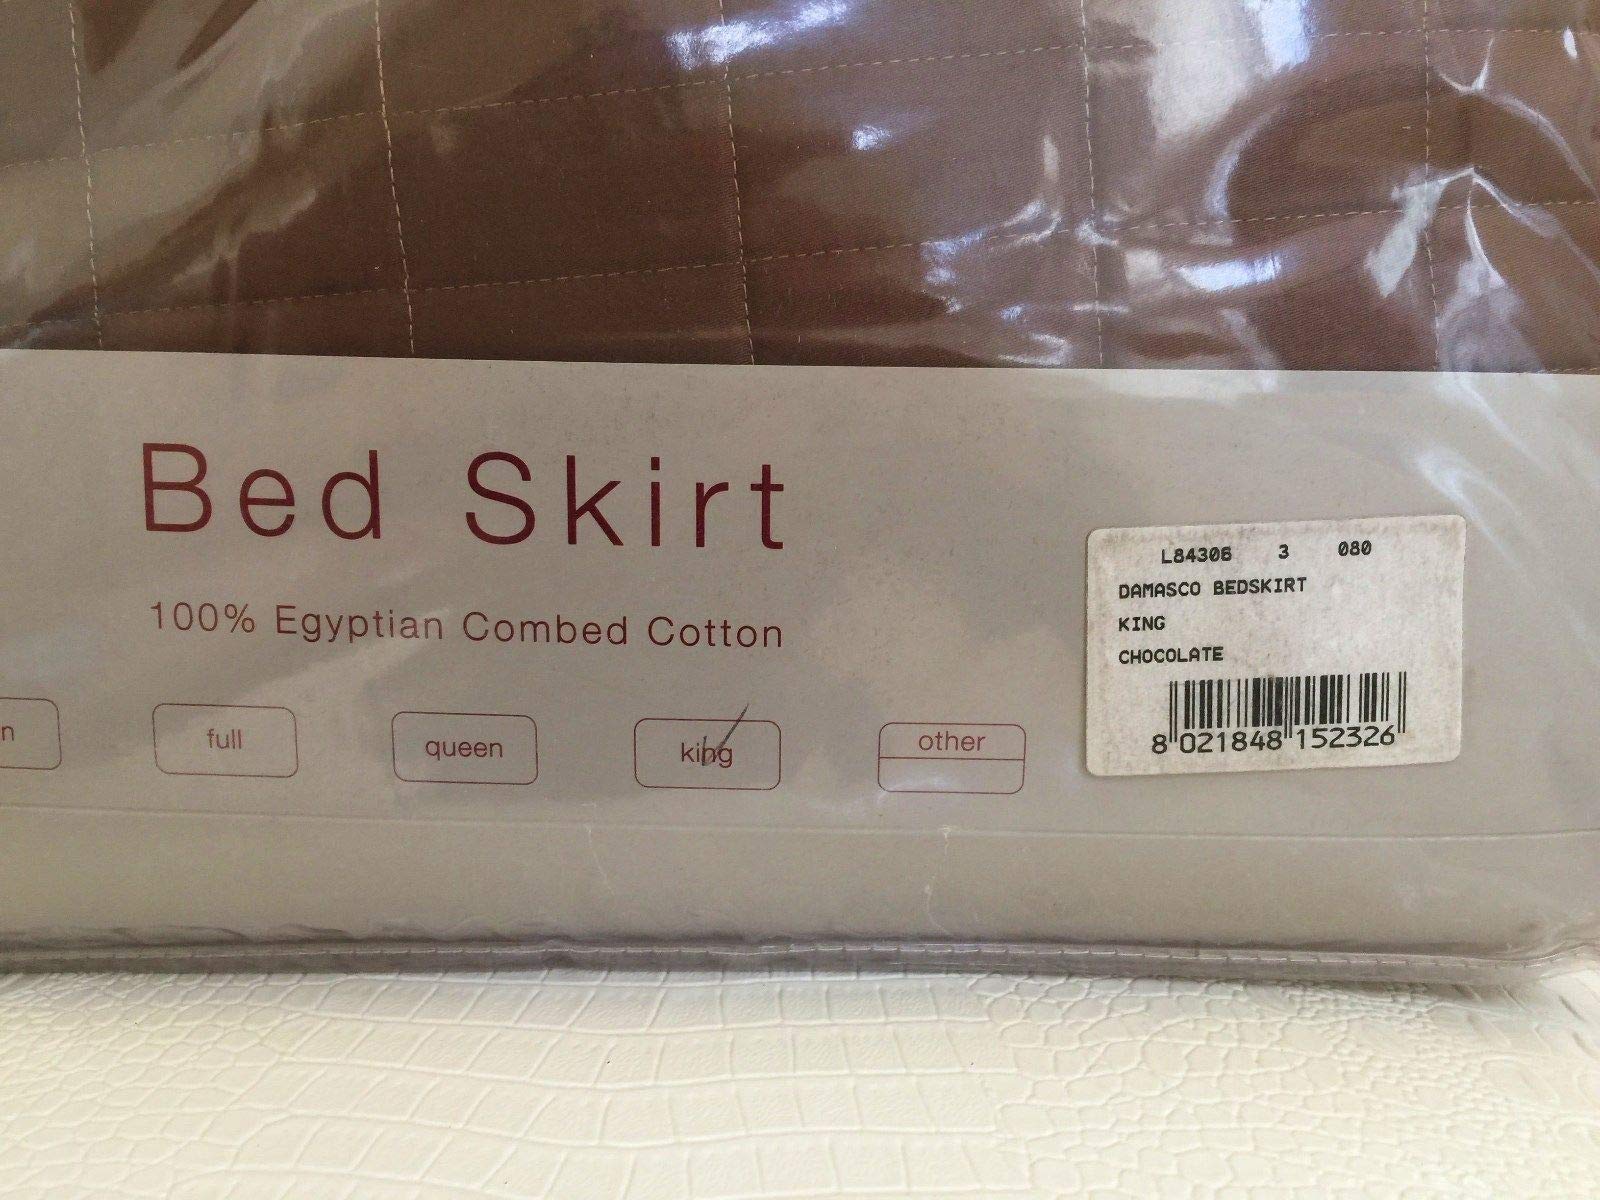 Bed Skirt
100% Egyptian Combed Cotton
n full queen king other
L84306 3 080
DAMASCO BEDSKIRT
KING
CHOCOLATE
8 021848 152326